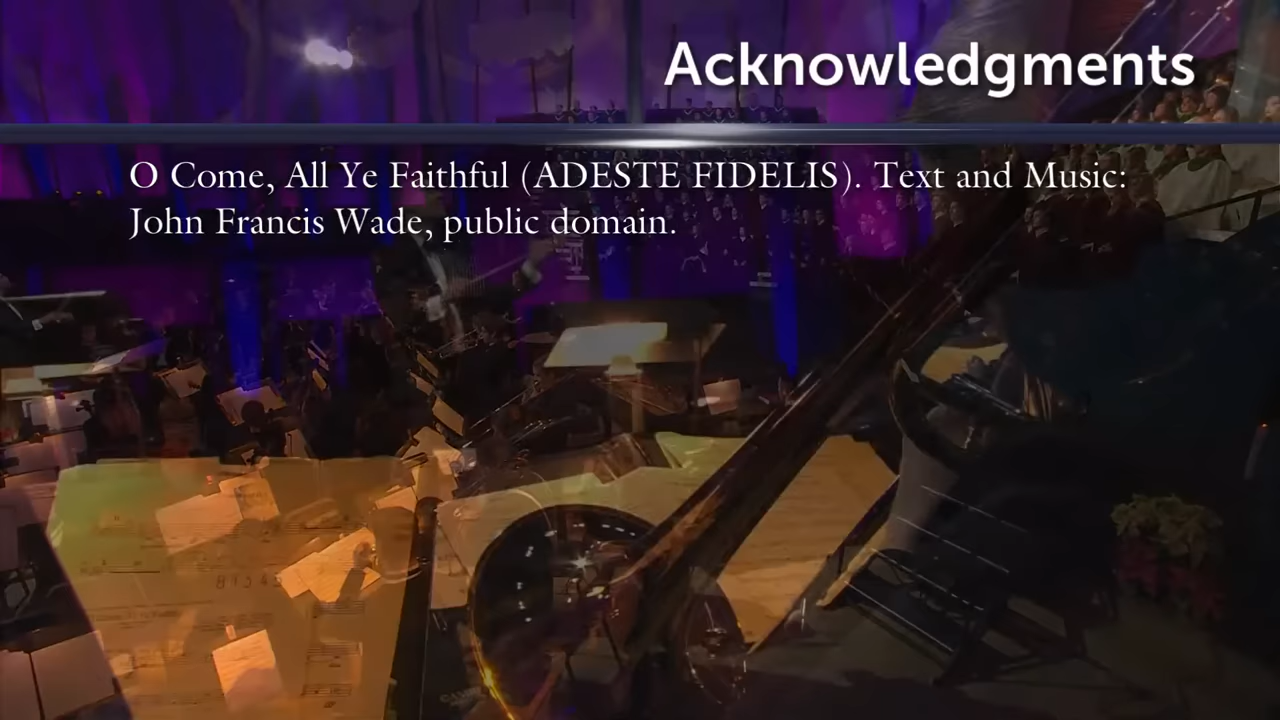 Acknowledgments
O Come, All Ye Faithful (ADESTE FIDELIS). Text and Music:
John Francis Wade, public domain.